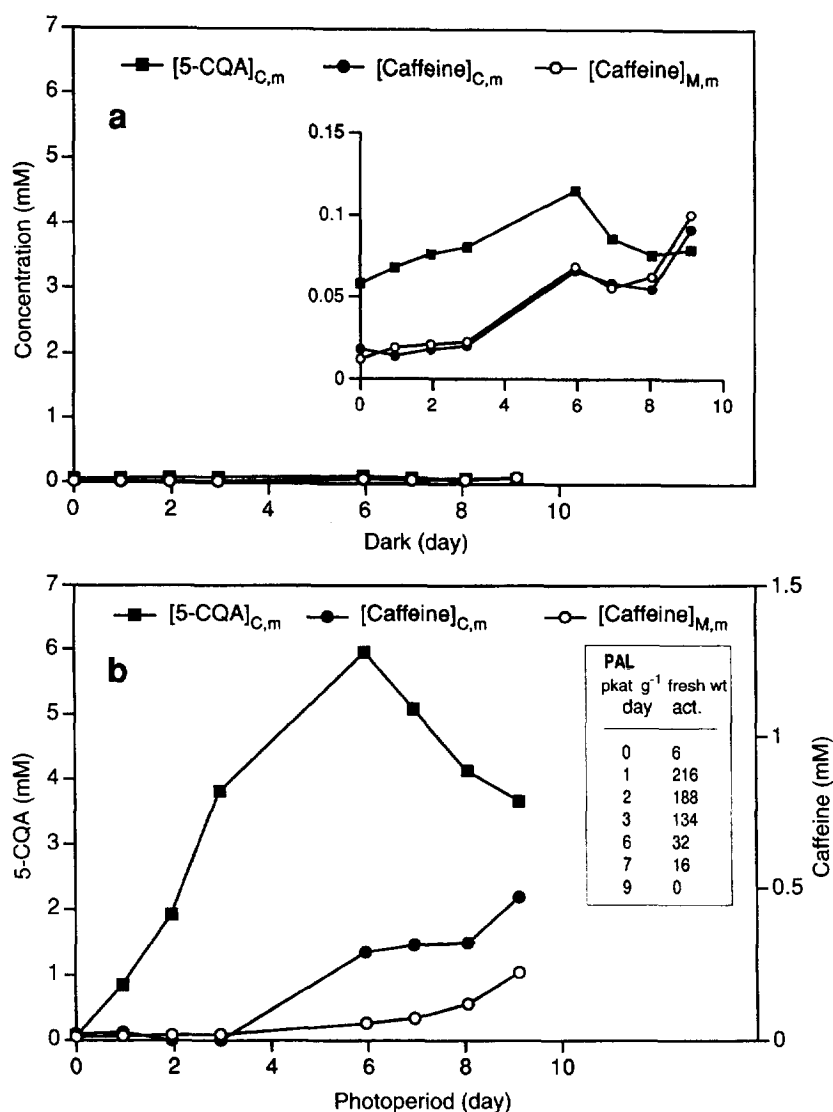 7
6
5
4
3
2
1
0
Concentration (mM)
[5-CQA]C,m [Caffeine]C,m [Caffeine]M,m
a
0.15
0.1
0.05
0
0 2 4 6 8 10
0 2 4 6 8 10
Dark (day)
7
6
5
4
3
2
1
0
5-CQA (mM)
[5-CQA]C,m [Caffeine]C,m [Caffeine]M,m
b
PAL
pkat g-1 fresh wt
day act.
0 6
1 216
2 188
3 134
6 32
7 16
9 0
1.5
1
0.5
0
Caffeine (mM)
0 2 4 6 8 10
Photoperiod (day)